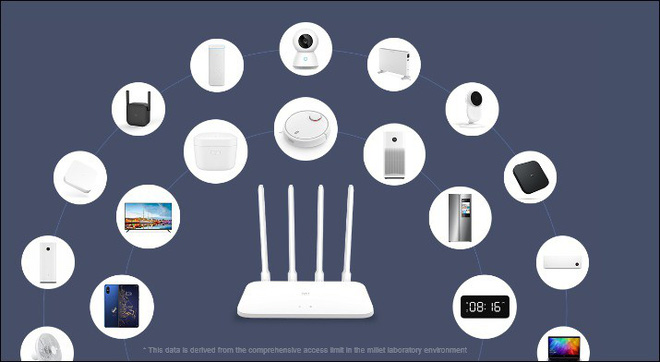 08:16
* This data is derived from the comprehensive access limit in the millet laboratory environment